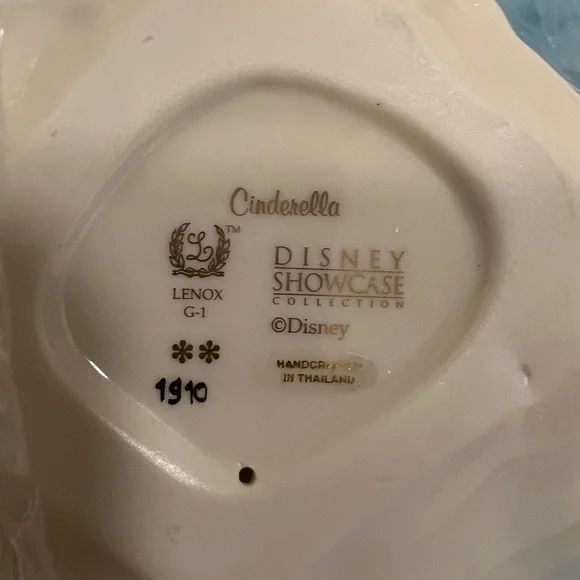 Cinderella
L ™
LENOX
G-1
DISNEY
SHOWCASE
COLLECTION
©Disney
**
1910
HANDCRAFTED
IN THAILAND